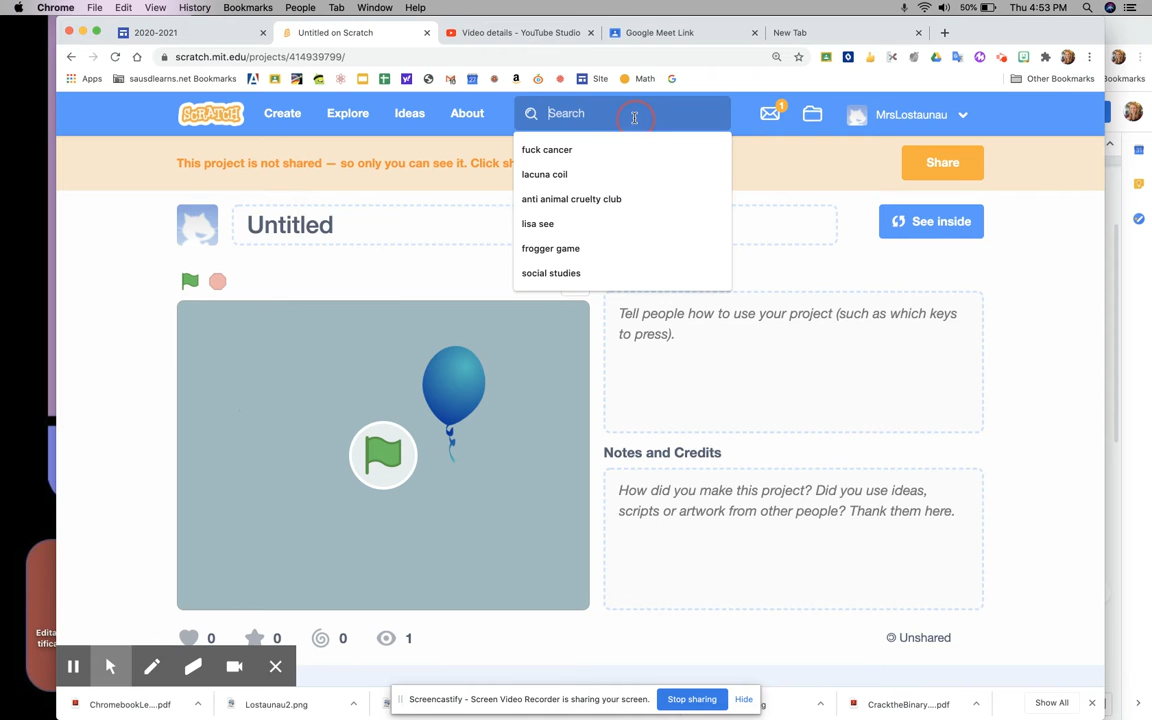 Chrome File Edit View History Bookmarks People Tab Window Help 50% Thu 4:53 PM
2020-2021 Untitled on Scratch Video details - YouTube Studio Google Meet Link New Tab
scratch.mit.edu/projects/414939799/
Apps sausdlearns.net Bookmarks Site Math Other Bookmarks Bookmarks
SCRATCH Create Explore Ideas About Search 1 MrsLostaunau
This project is not shared — so only you can see it. Click sh
Share
fuck cancer
lacuna coil
anti animal cruelty club
lisa see
frogger game
social studies
Untitled
See inside
Tell people how to use your project (such as which keys
to press).
Notes and Credits
How did you make this project? Did you use ideas,
scripts or artwork from other people? Thank them here.
Edita
tifica
0 0 0 1 Unshared
Screencastify - Screen Video Recorder is sharing your screen. Stop sharing Hide
ChromebookLe....pdf Lostaunau2.png CracktheBinary....pdf Show All